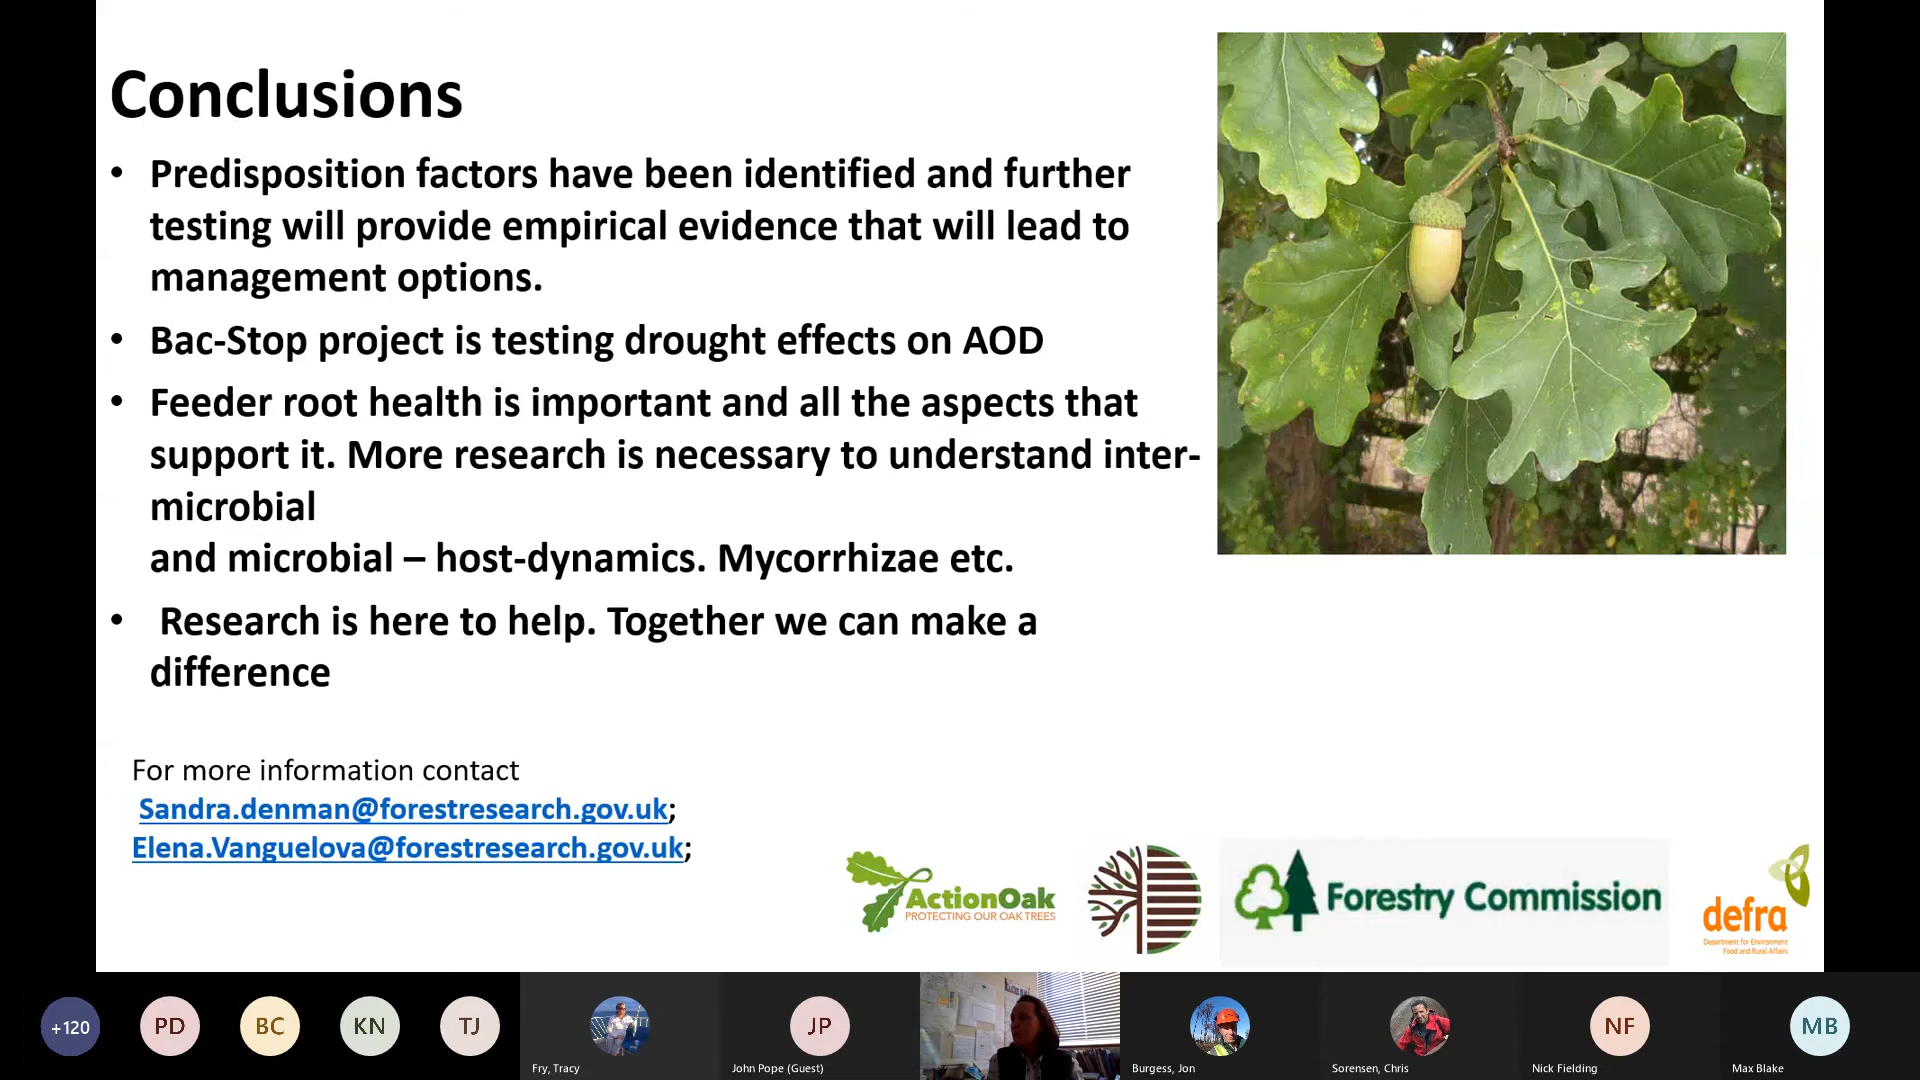 Conclusions
• Predisposition factors have been identified and further
testing will provide empirical evidence that will lead to
management options.
• Bac-Stop project is testing drought effects on AOD
• Feeder root health is important and all the aspects that
support it. More research is necessary to understand inter-
microbial
and microbial – host-dynamics. Mycorrhizae etc.
• Research is here to help. Together we can make a
difference
For more information contact
Sandra.denman@forestresearch.gov.uk;
Elena.Vanguelova@forestresearch.gov.uk;
ActionOak
PROTECTING OUR OAK TREES
Forestry Commission
defra
Department for Environment
Food and Rural Affairs
+120
PD
BC
KN
TJ
JP
NF
MB
Fry, Tracy
John Pope (Guest)
Burgess, Jon
Sorensen, Chris
Nick Fielding
Max Blake